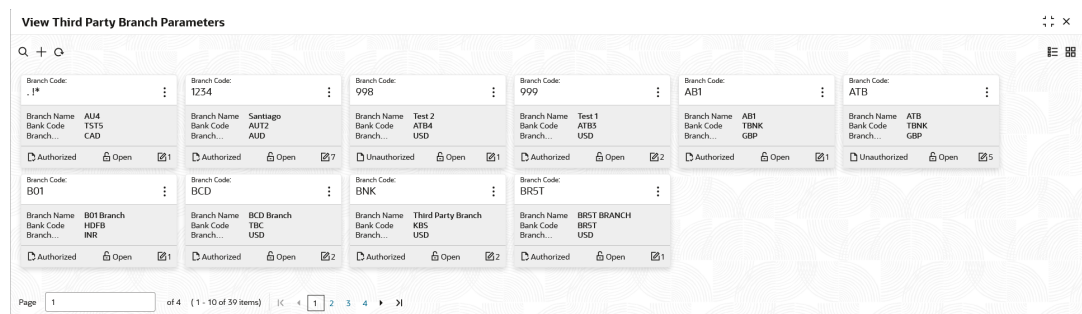 View Third Party Branch Parameters
Branch Code:
. !*
Branch Name AU4
Bank Code TST5
Branch... CAD
Authorized Open 1
Branch Code:
1234
Branch Name Santiago
Bank Code AUT2
Branch... AUD
Authorized Open 7
Branch Code:
998
Branch Name Test 2
Bank Code ATB4
Branch... USD
Unauthorized Open 1
Branch Code:
999
Branch Name Test 1
Bank Code ATB3
Branch... USD
Authorized Open 2
Branch Code:
AB1
Branch Name AB1
Bank Code TBNK
Branch... GBP
Authorized Open 1
Branch Code:
ATB
Branch Name ATB
Bank Code TBNK
Branch... GBP
Unauthorized Open 5
Branch Code:
B01
Branch Name B01 Branch
Bank Code HDFB
Branch... INR
Authorized Open 1
Branch Code:
BCD
Branch Name BCD Branch
Bank Code TBC
Branch... USD
Authorized Open 2
Branch Code:
BNK
Branch Name Third Party Branch
Bank Code KBS
Branch... USD
Authorized Open 2
Branch Code:
BR5T
Branch Name BR5T BRANCH
Bank Code BR5T
Branch... USD
Authorized Open 1
Page 1 of 4 ( 1 - 10 of 39 items) 1 2 3 4